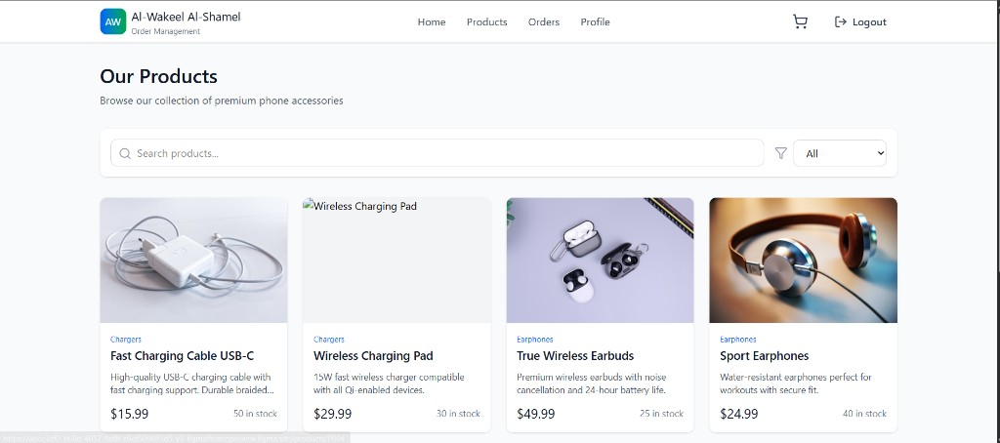 AW
Al-Wakeel Al-Shamel
Order Management
Home Products Orders Profile
Logout
Our Products
Browse our collection of premium phone accessories
Search products...
All
Wireless Charging Pad
Chargers
Fast Charging Cable USB-C
High-quality USB-C charging cable with
fast charging support. Durable braided...
$15.99 50 in stock
Chargers
Wireless Charging Pad
15W fast wireless charger compatible
with all Qi-enabled devices.
$29.99 30 in stock
Earphones
True Wireless Earbuds
Premium wireless earbuds with noise
cancellation and 24-hour battery life.
$49.99 25 in stock
Earphones
Sport Earphones
Water-resistant earphones perfect for
workouts with secure fit.
$24.99 40 in stock